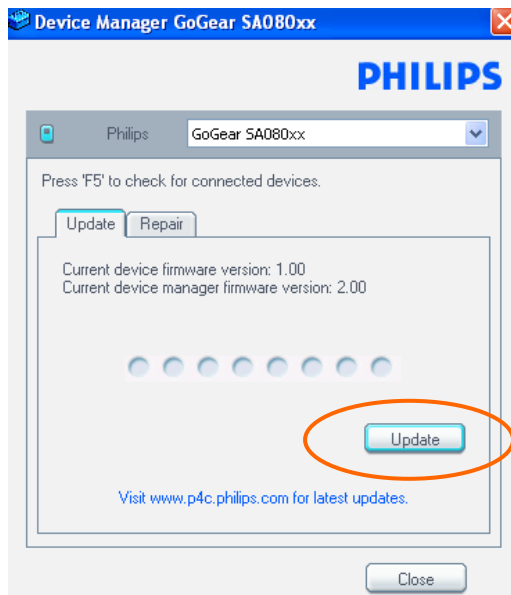 Device Manager GoGear SA080xx
PHILIPS
Philips GoGear SA080xx
Press 'F5' to check for connected devices.
Update Repair
Current device firmware version: 1.00
Current device manager firmware version: 2.00
Update
Visit www.p4c.philips.com for latest updates.
Close